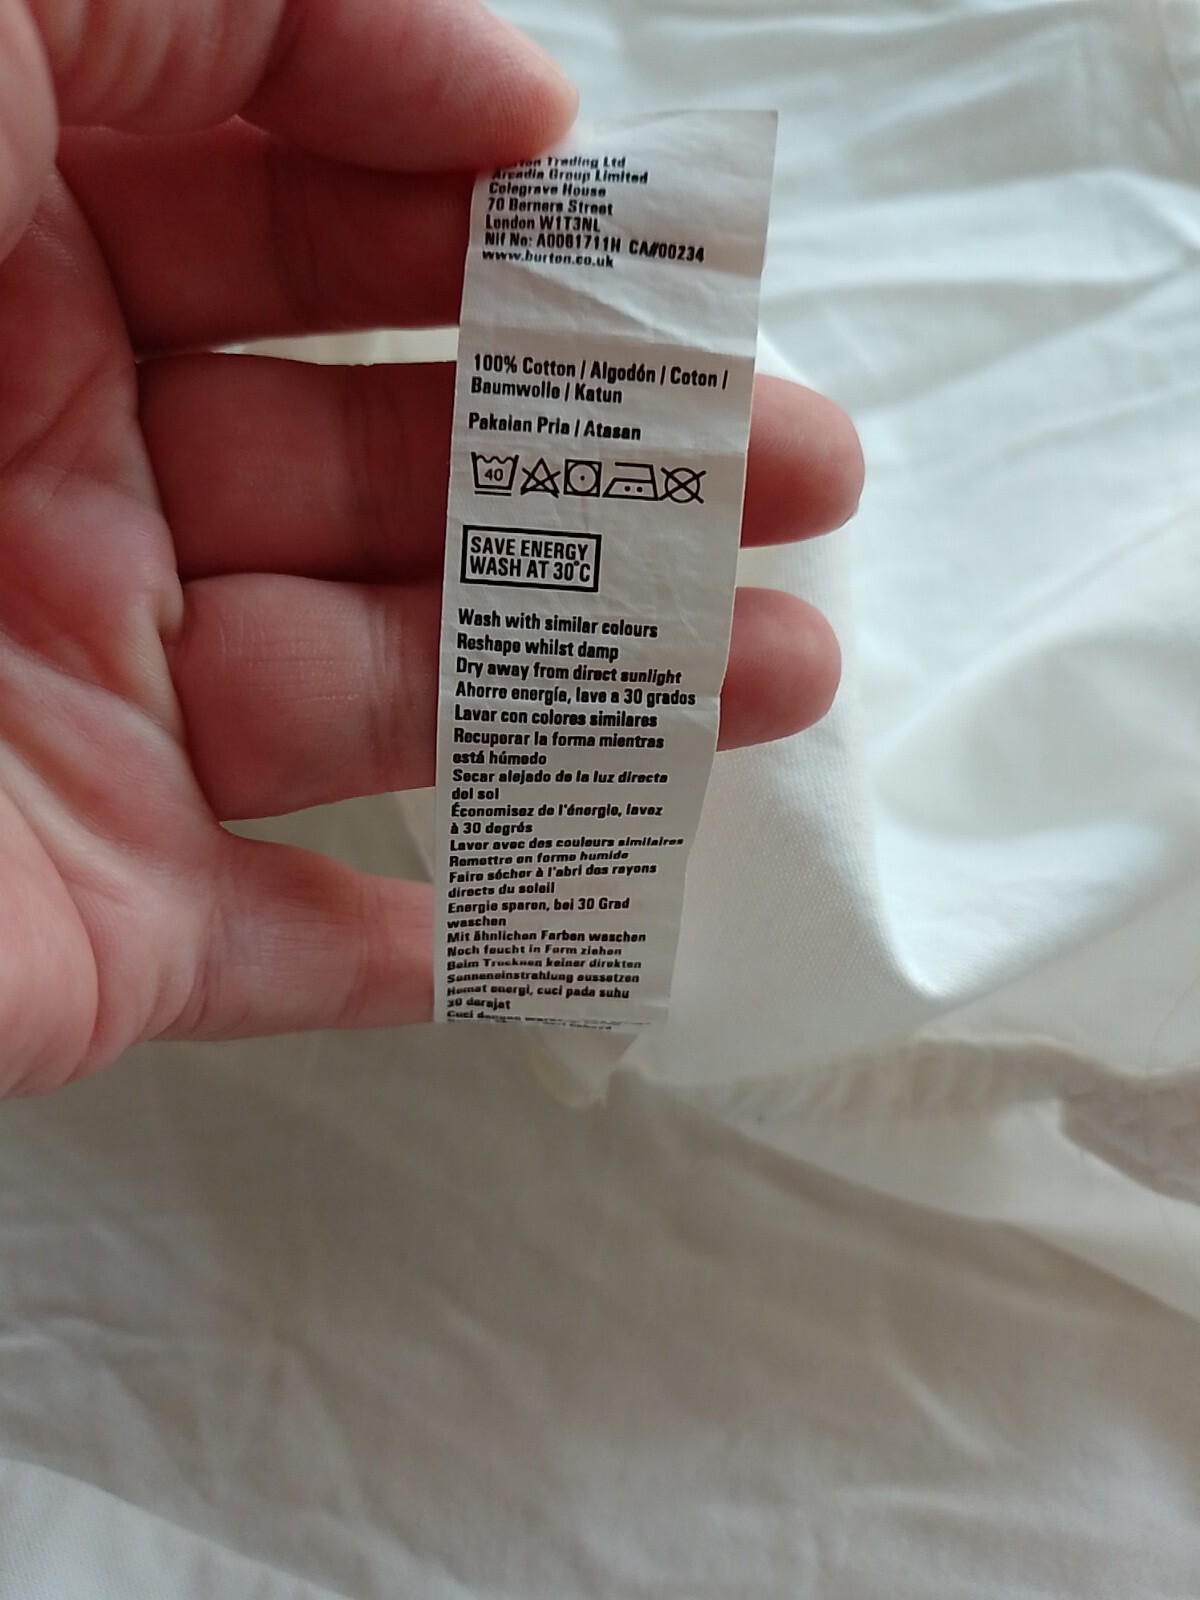 Trading Ltd
Arcadia Group Limited
Colegrave House
70 Berners Street
London W1T3NL
Nif No: A0081711H CA#00234
www.burton.co.uk
100% Cotton / Algodón / Coton /
Baumwolle / Katun
Pakaian Pria / Atasan
40
SAVE ENERGY
WASH AT 30°C
Wash with similar colours
Reshape whilst damp
Dry away from direct sunlight
Ahorre energía, lave a 30 grados
Lavar con colores similares
Recuperar la forma mientras
está húmedo
Secar alejado de la luz directa
del sol
Économisez de l'énergie, lavez
à 30 degrés
Laver avec des couleurs similaires
Remettre en forme humide
Faire sécher à l'abri des rayons
directs du soleil
Energie sparen, bei 30 Grad
waschen
Mit ähnlichen Farben waschen
Noch feucht in Form ziehen
Beim Trocknen keiner direkten
Sonneneinstrahlung aussetzen
Hemat energi, cuci pada suhu
30 darajat
Cuci dengan